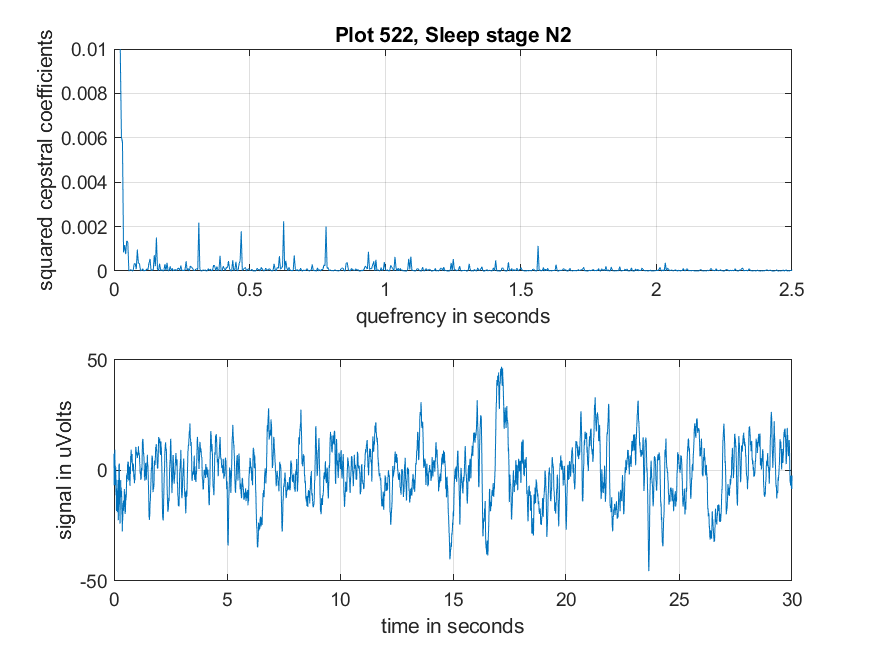 Plot 522, Sleep stage N2
squared cepstral coefficients
0.01
0.008
0.006
0.004
0.002
0
0 0.5 1 1.5 2 2.5
quefrency in seconds
signal in uVolts
50
0
-50
0 5 10 15 20 25 30
time in seconds